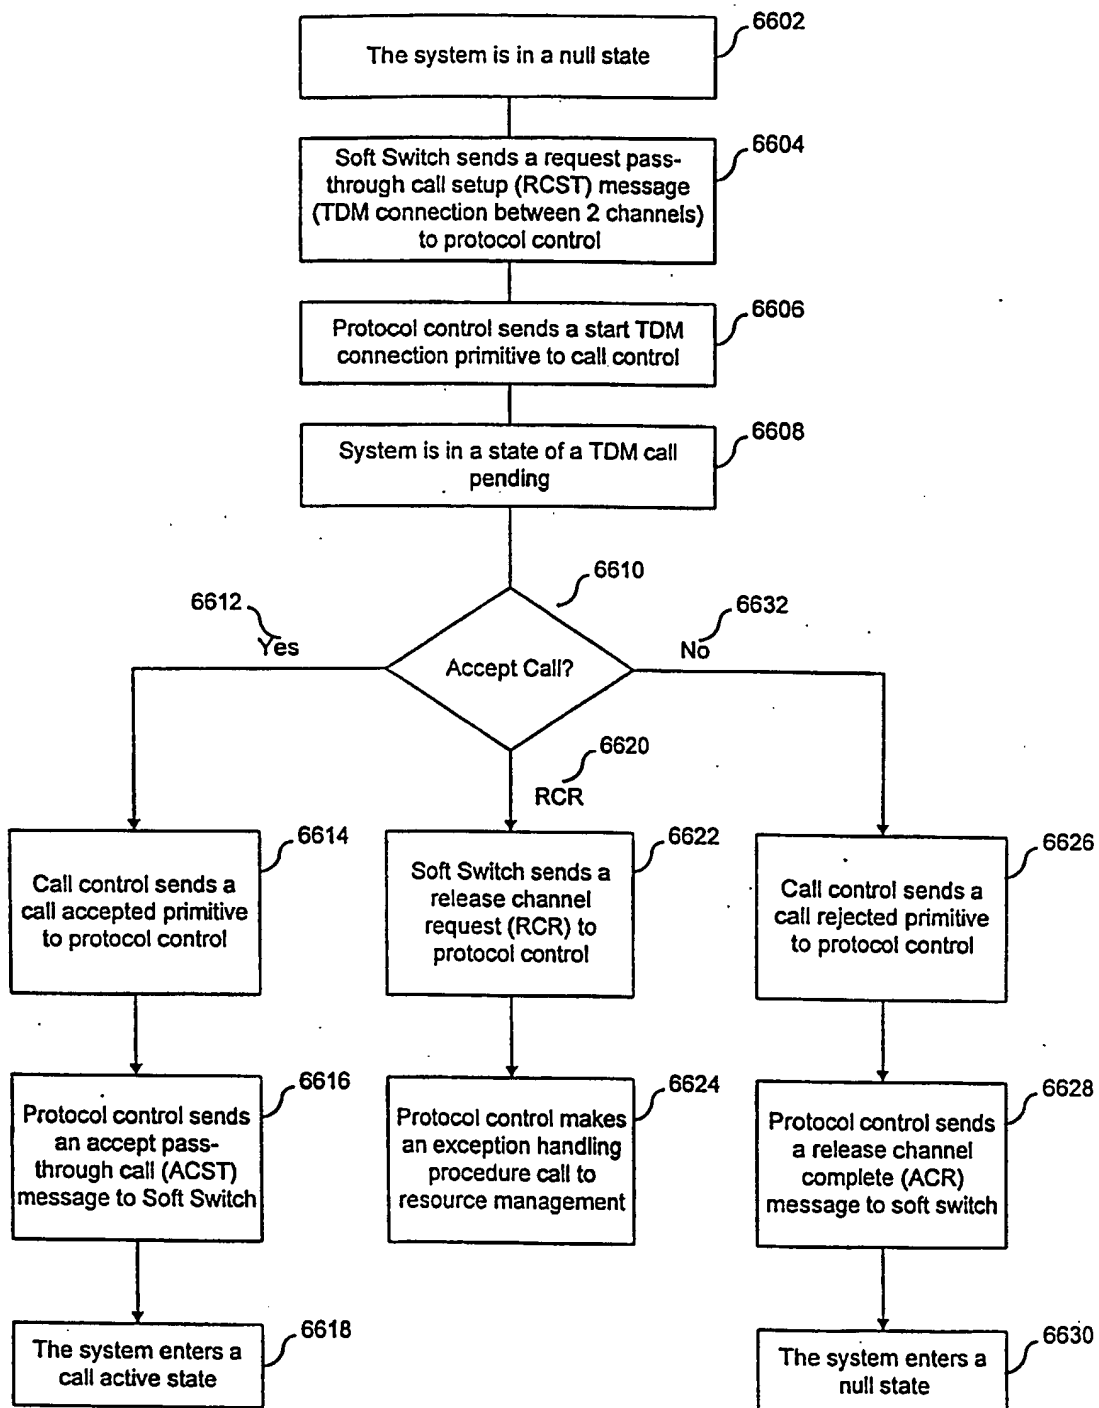 6602
The system is in a null state
6604
Soft Switch sends a request pass-
through call setup (RCST) message
(TDM connection between 2 channels)
to protocol control
6606
Protocol control sends a start TDM
connection primitive to call control
6608
System is in a state of a TDM call
pending
6610
6612
6632
Yes
No
Accept Call?
6620
RCR
6614
Call control sends a
call accepted primitive
to protocol control
6622
Soft Switch sends a
release channel
request (RCR) to
protocol control
6626
Call control sends a
call rejected primitive
to protocol control
6616
Protocol control sends
an accept pass-
through call (ACST)
message to Soft Switch
6624
Protocol control makes
an exception handling
procedure call to
resource management
6628
Protocol control sends
a release channel
complete (ACR)
message to soft switch
6618
The system enters a
call active state
6630
The system enters a
null state